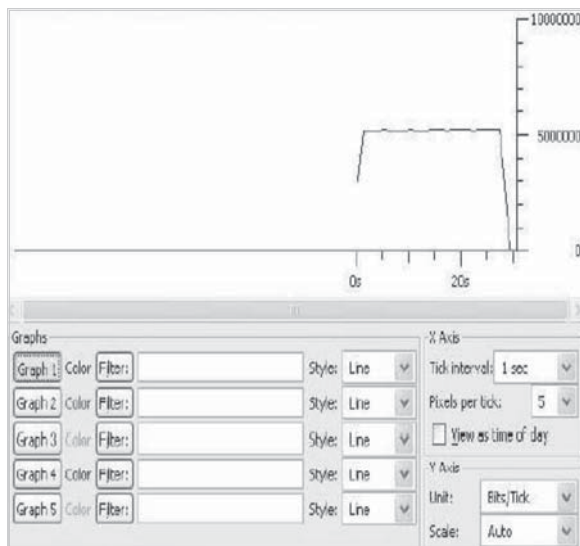 10000000
5000000
0
0s 20s
Graphs
Graph 1 Color Filter: Style: Line
Graph 2 Color Filter: Style: Line
Graph 3 Color Filter: Style: Line
Graph 4 Color Filter: Style: Line
Graph 5 Color Filter: Style: Line
X Axis
Tick interval: 1 sec
Pixels per tick: 5
View as time of day
Y Axis
Unit: Bits/Tick
Scale: Auto